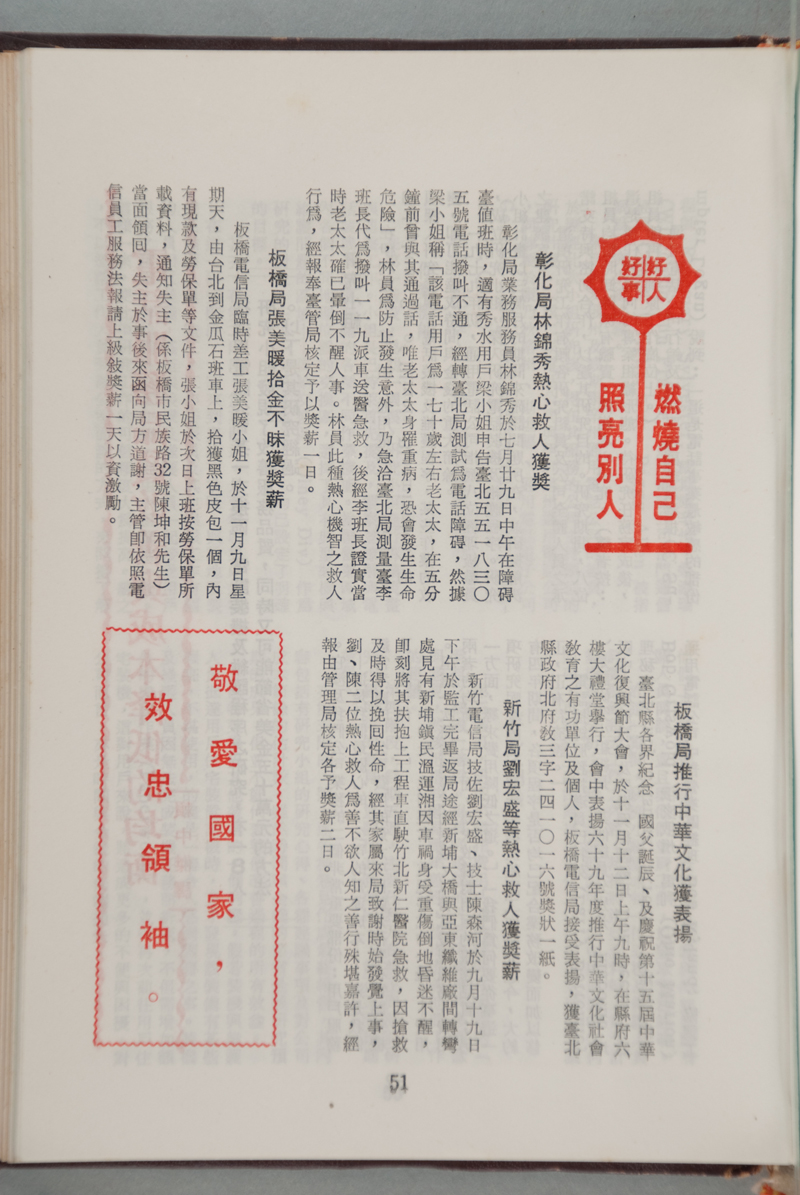 好人
好事
燃燒自己
照亮別人
彰化局林錦秀熱心救人獲獎
彰化局業務服務員林錦秀於七月廿九日中午在障碍
臺値班時，適有秀水用戶梁小姐申告臺北五五一八三〇
五號電話撥叫不通，經轉臺北局測試爲電話障碍，然據
梁小姐稱「該電話用戶爲一七十歲左右老太太，在五分
鐘前曾與其通過話，唯老太太身罹重病，恐會發生生命
危險」，林員爲防止發生意外，乃急洽臺北局測量臺李
班長代爲撥叫一一九派車送醫急救，後經李班長證實當
時老太太確已暈倒不醒人事。林員此種熱心機智之救人
行爲，經報奉臺管局核定予以獎薪一日。
板橋局張美暖拾金不昧獲獎薪
板橋電信局臨時差工張美暖小姐，於十一月九日星
期天，由台北到金瓜石班車上，拾獲黑色皮包一個，內
有現款及勞保單等文件，張小姐於次日上班按勞保單所
載資料，通知失主（係板橋市民族路32號陳坤和先生）
當面領回，失主於事後來函向局方道謝，主管卽依照電
信員工服務法報請上級敍獎薪一天以資激勵。
板橋局推行中華文化獲表揚
臺北縣各界紀念　國父誕辰、及慶祝第十五屆中華
文化復興節大會，於十一月十二日上午九時，在縣府六
樓大禮堂舉行，會中表揚六十九年度推行中華文化社會
敎育之有功單位及個人，板橋電信局接受表揚，獲臺北
縣政府北府敎三字二四一〇一六號獎狀一紙。
新竹局劉宏盛等熱心救人獲獎薪
新竹電信局技佐劉宏盛、技士陳森河於九月十九日
下午於監工完畢返局途經新埔大橋與亞東纖維廠間轉彎
處見有新埔鎭民溫運湘因車禍身受重傷倒地昏迷不醒，
卽刻將其扶抱上工程車直駛竹北新仁醫院急救，因搶救
及時得以挽回性命，經其家屬來局致謝時始發覺上事，
劉、陳二位熱心救人爲善不欲人知之善行殊堪嘉許，經
報由管理局核定各予獎薪二日。
敬愛國家，
效忠領袖。
51